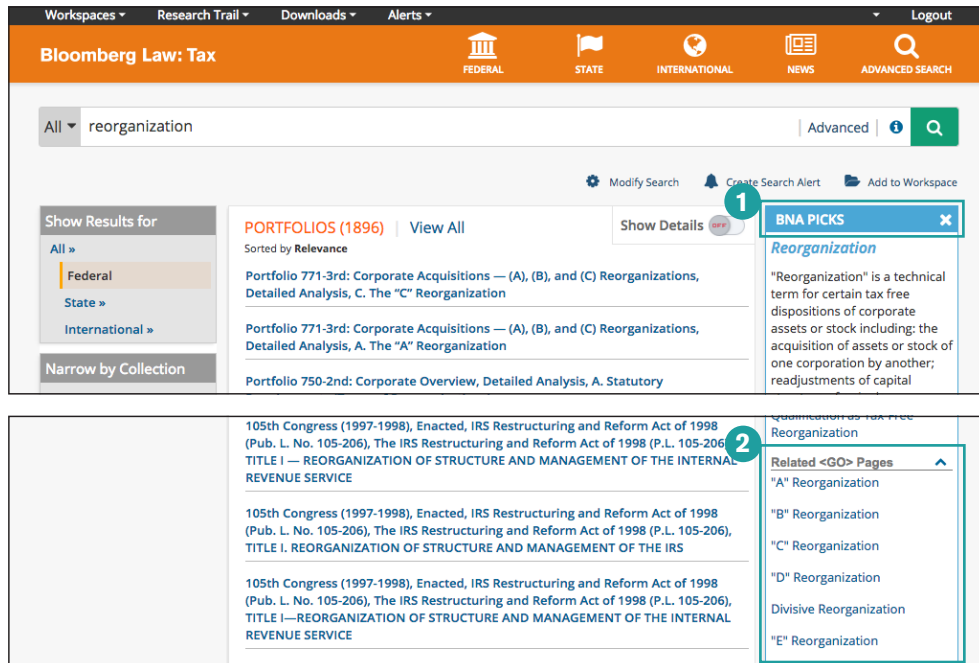 Workspaces Research Trail Downloads Alerts Logout
Bloomberg Law: Tax
FEDERAL STATE INTERNATIONAL NEWS ADVANCED SEARCH
All reorganization Advanced
Modify Search Create Search Alert Add to Workspace
1
Show Results for
All »
Federal
State »
International »
Narrow by Collection
PORTFOLIOS (1896) | View All
Show Details OFF
Sorted by Relevance
Portfolio 771-3rd: Corporate Acquisitions — (A), (B), and (C) Reorganizations,
Detailed Analysis, C. The “C” Reorganization
Portfolio 771-3rd: Corporate Acquisitions — (A), (B), and (C) Reorganizations,
Detailed Analysis, A. The “A” Reorganization
Portfolio 750-2nd: Corporate Overview, Detailed Analysis, A. Statutory
BNA PICKS
Reorganization
"Reorganization" is a technical
term for certain tax free
dispositions of corporate
assets or stock including: the
acquisition of assets or stock of
one corporation by another;
readjustments of capital
105th Congress (1997-1998), Enacted, IRS Restructuring and Reform Act of 1998
(Pub. L. No. 105-206), The IRS Restructuring and Reform Act of 1998 (P.L. 105-206
TITLE I — REORGANIZATION OF STRUCTURE AND MANAGEMENT OF THE INTERNAL
REVENUE SERVICE
105th Congress (1997-1998), Enacted, IRS Restructuring and Reform Act of 1998
(Pub. L. No. 105-206), The IRS Restructuring and Reform Act of 1998 (P.L. 105-206),
TITLE I. REORGANIZATION OF STRUCTURE AND MANAGEMENT OF THE IRS
105th Congress (1997-1998), Enacted, IRS Restructuring and Reform Act of 1998
(Pub. L. No. 105-206), The IRS Restructuring and Reform Act of 1998 (P.L. 105-206),
TITLE I—REORGANIZATION OF STRUCTURE AND MANAGEMENT OF THE INTERNAL
REVENUE SERVICE
Qualification as Tax-Free
Reorganization
2
Related <GO> Pages
"A" Reorganization
"B" Reorganization
"C" Reorganization
"D" Reorganization
Divisive Reorganization
"E" Reorganization